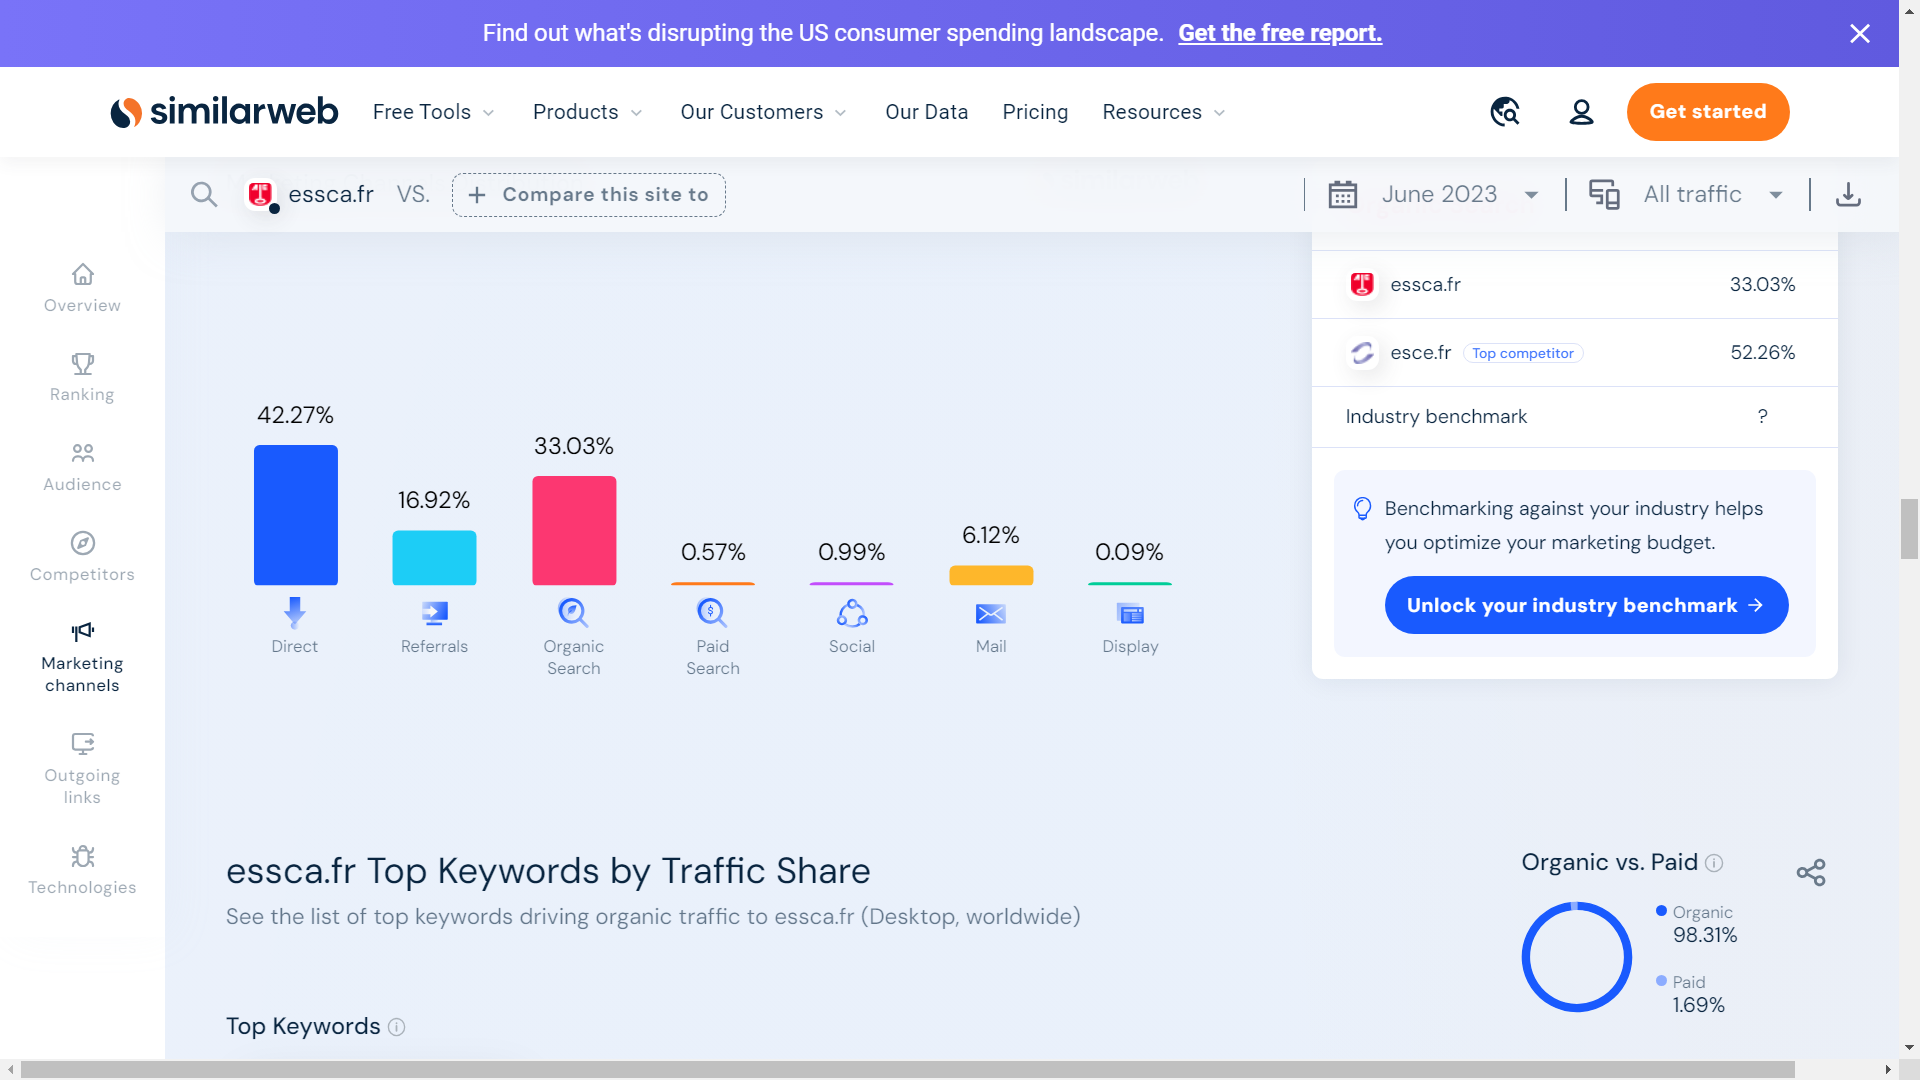 Find out what's disrupting the US consumer spending landscape. Get the free report.
similarweb Free Tools Products Our Customers Our Data Pricing Resources Get started
essca.fr VS. + Compare this site to June 2023 All traffic
Overview
Ranking
Audience
Competitors
Marketing
channels
Outgoing
links
Technologies
42.27%
16.92%
33.03%
0.57%
0.99%
6.12%
0.09%
Direct
Referrals
Organic
Search
Paid
Search
Social
Mail
Display
essca.fr 33.03%
esce.fr Top competitor 52.26%
Industry benchmark ?
Benchmarking against your industry helps
you optimize your marketing budget.
Unlock your industry benchmark →
essca.fr Top Keywords by Traffic Share
See the list of top keywords driving organic traffic to essca.fr (Desktop, worldwide)
Organic vs. Paid
Organic
98.31%
Paid
1.69%
Top Keywords